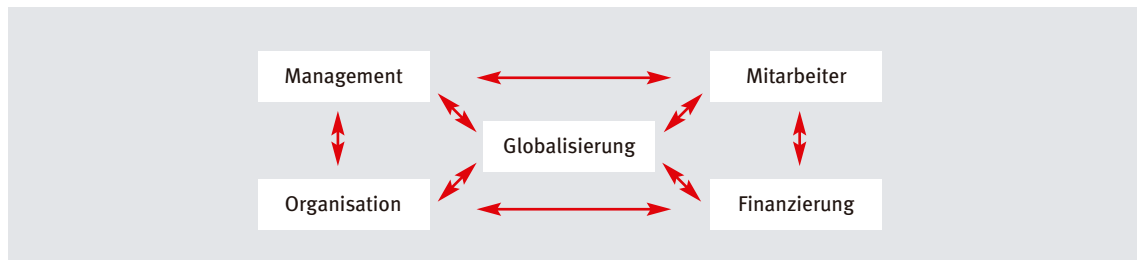 Management
Mitarbeiter
Globalisierung
Organisation
Finanzierung